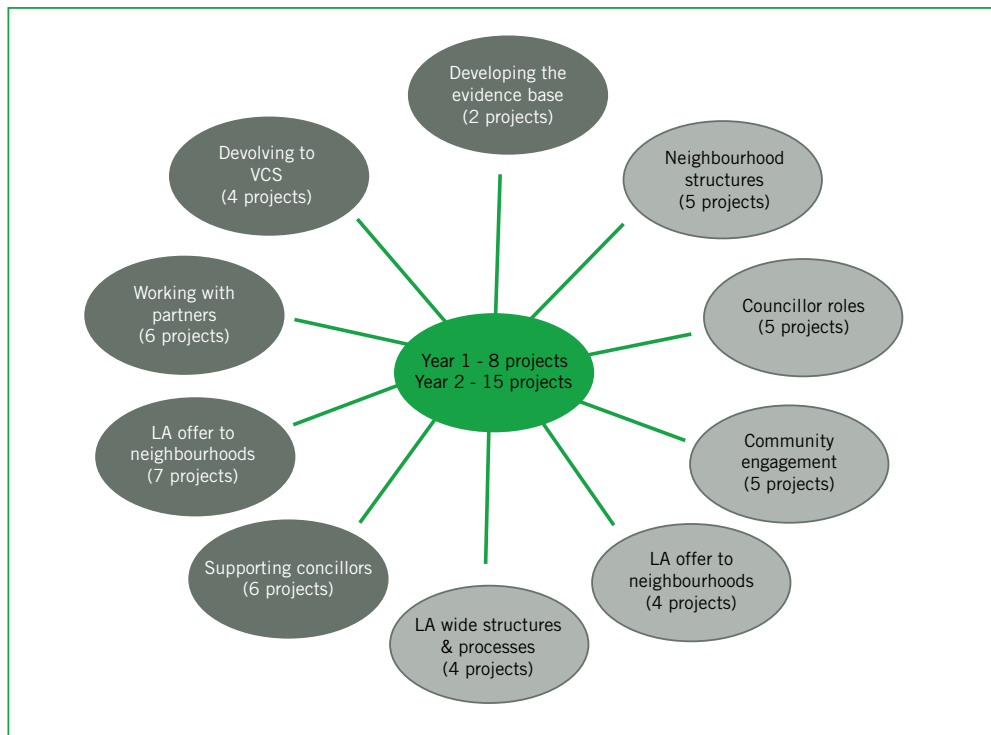 Developing the
evidence base
(2 projects)
Neighbourhood
structures
(5 projects)
Councillor roles
(5 projects)
Community
engagement
(5 projects)
LA offer to
neighbourhoods
(4 projects)
LA wide structures
& processes
(4 projects)
Supporting concillors
(6 projects)
LA offer to
neighbourhoods
(7 projects)
Working with
partners
(6 projects)
Devolving to
VCS
(4 projects)
Year 1 - 8 projects
Year 2 - 15 projects